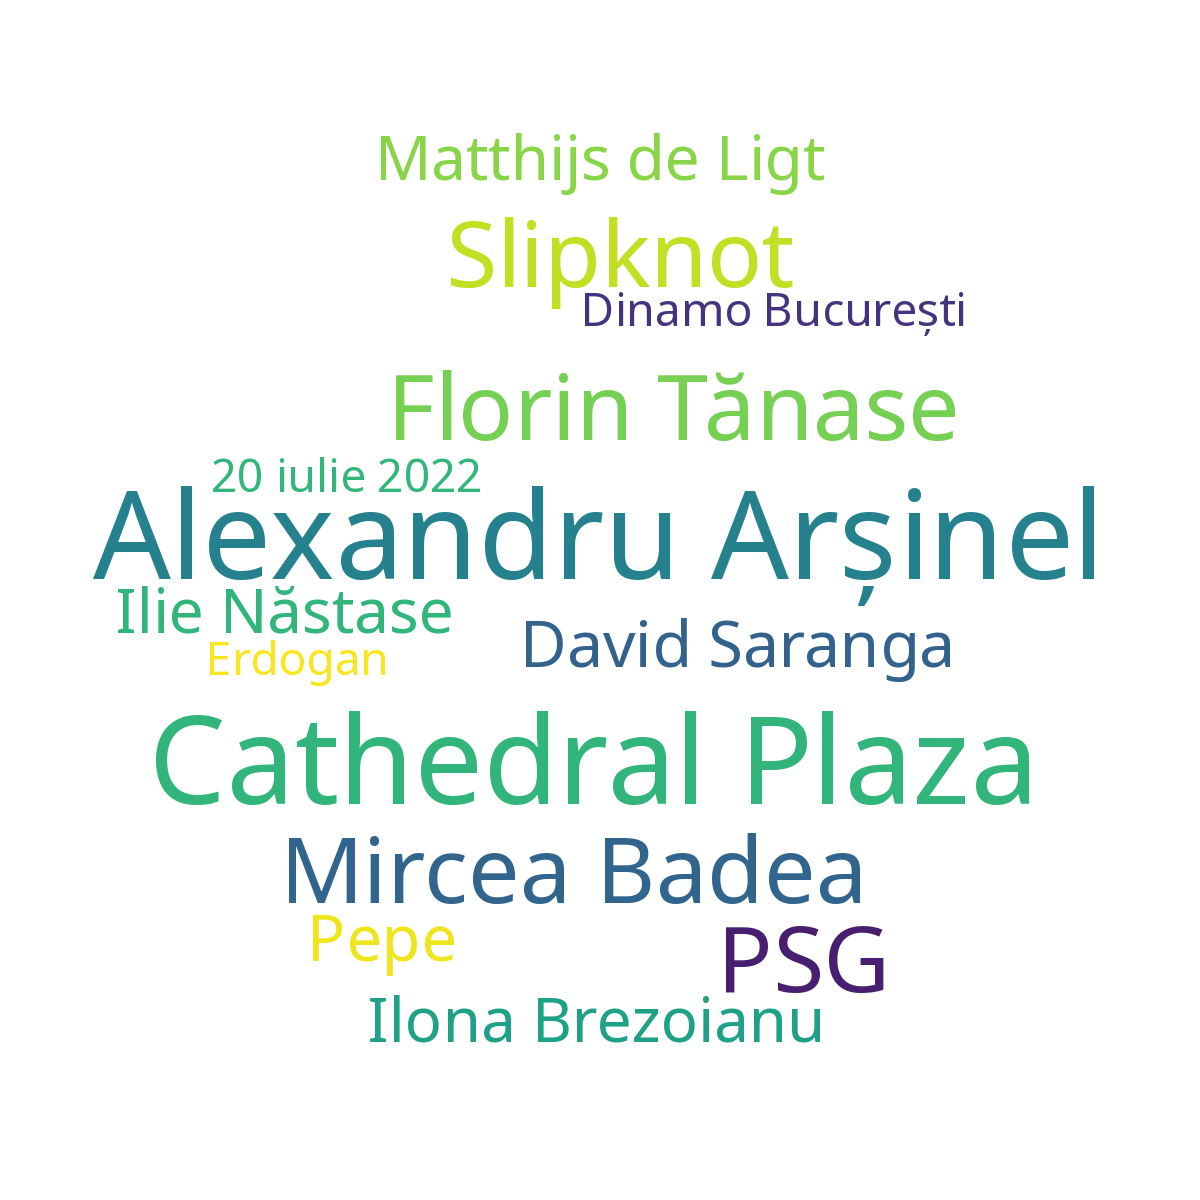 Matthijs de Ligt
Slipknot
Dinamo București
Florin Tănase
20 iulie 2022
Alexandru Arșinel
Ilie Năstase
David Saranga
Erdogan
Cathedral Plaza
Mircea Badea
Pepe
PSG
Ilona Brezoianu